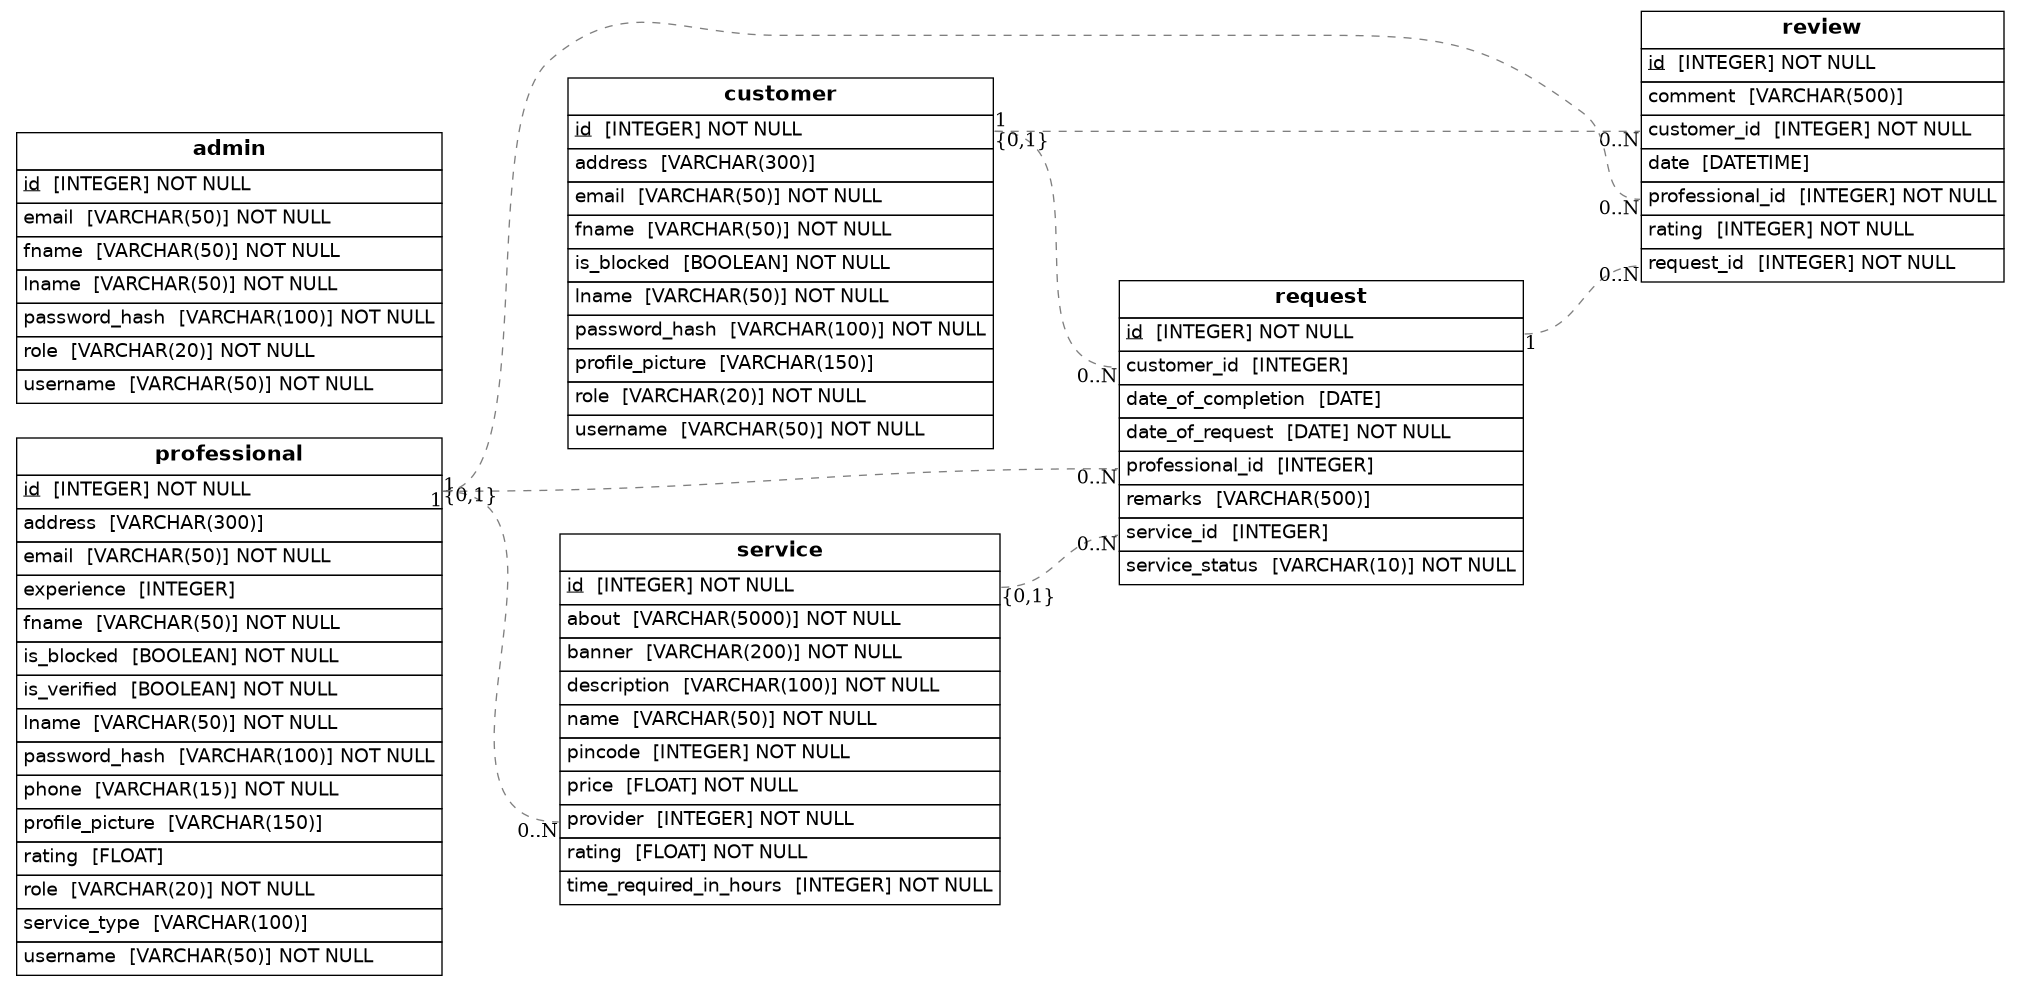 admin
id [INTEGER] NOT NULL
email [VARCHAR(50)] NOT NULL
fname [VARCHAR(50)] NOT NULL
lname [VARCHAR(50)] NOT NULL
password_hash [VARCHAR(100)] NOT NULL
role [VARCHAR(20)] NOT NULL
username [VARCHAR(50)] NOT NULL
professional
id [INTEGER] NOT NULL
address [VARCHAR(300)]
email [VARCHAR(50)] NOT NULL
experience [INTEGER]
fname [VARCHAR(50)] NOT NULL
is_blocked [BOOLEAN] NOT NULL
is_verified [BOOLEAN] NOT NULL
lname [VARCHAR(50)] NOT NULL
password_hash [VARCHAR(100)] NOT NULL
phone [VARCHAR(15)] NOT NULL
profile_picture [VARCHAR(150)]
rating [FLOAT]
role [VARCHAR(20)] NOT NULL
service_type [VARCHAR(100)]
username [VARCHAR(50)] NOT NULL
1
{0,1}
1
customer
id [INTEGER] NOT NULL
address [VARCHAR(300)]
email [VARCHAR(50)] NOT NULL
fname [VARCHAR(50)] NOT NULL
is_blocked [BOOLEAN] NOT NULL
lname [VARCHAR(50)] NOT NULL
password_hash [VARCHAR(100)] NOT NULL
profile_picture [VARCHAR(150)]
role [VARCHAR(20)] NOT NULL
username [VARCHAR(50)] NOT NULL
1
{0,1}
service
id [INTEGER] NOT NULL
about [VARCHAR(5000)] NOT NULL
banner [VARCHAR(200)] NOT NULL
description [VARCHAR(100)] NOT NULL
name [VARCHAR(50)] NOT NULL
pincode [INTEGER] NOT NULL
price [FLOAT] NOT NULL
provider [INTEGER] NOT NULL
rating [FLOAT] NOT NULL
time_required_in_hours [INTEGER] NOT NULL
0..N
{0,1}
request
id [INTEGER] NOT NULL
customer_id [INTEGER]
date_of_completion [DATE]
date_of_request [DATE] NOT NULL
professional_id [INTEGER]
remarks [VARCHAR(500)]
service_id [INTEGER]
service_status [VARCHAR(10)] NOT NULL
0..N
0..N
0..N
1
review
id [INTEGER] NOT NULL
comment [VARCHAR(500)]
customer_id [INTEGER] NOT NULL
date [DATETIME]
professional_id [INTEGER] NOT NULL
rating [INTEGER] NOT NULL
request_id [INTEGER] NOT NULL
0..N
0..N
0..N